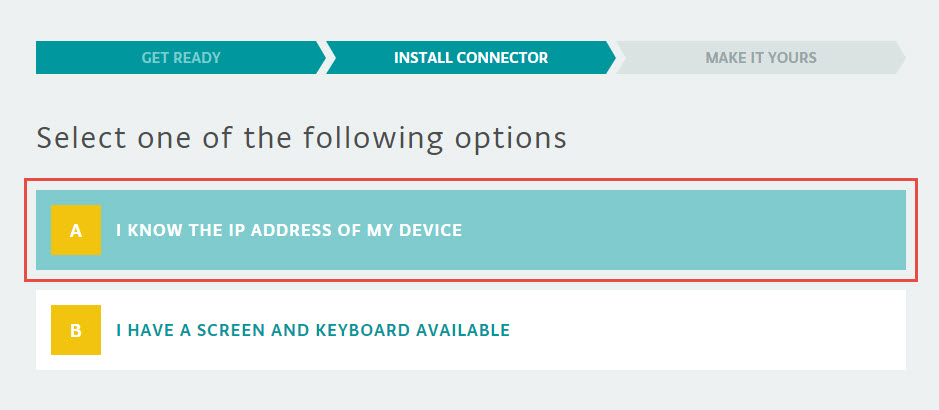 GET READY
INSTALL CONNECTOR
MAKE IT YOURS
Select one of the following options
A
I KNOW THE IP ADDRESS OF MY DEVICE
B
I HAVE A SCREEN AND KEYBOARD AVAILABLE